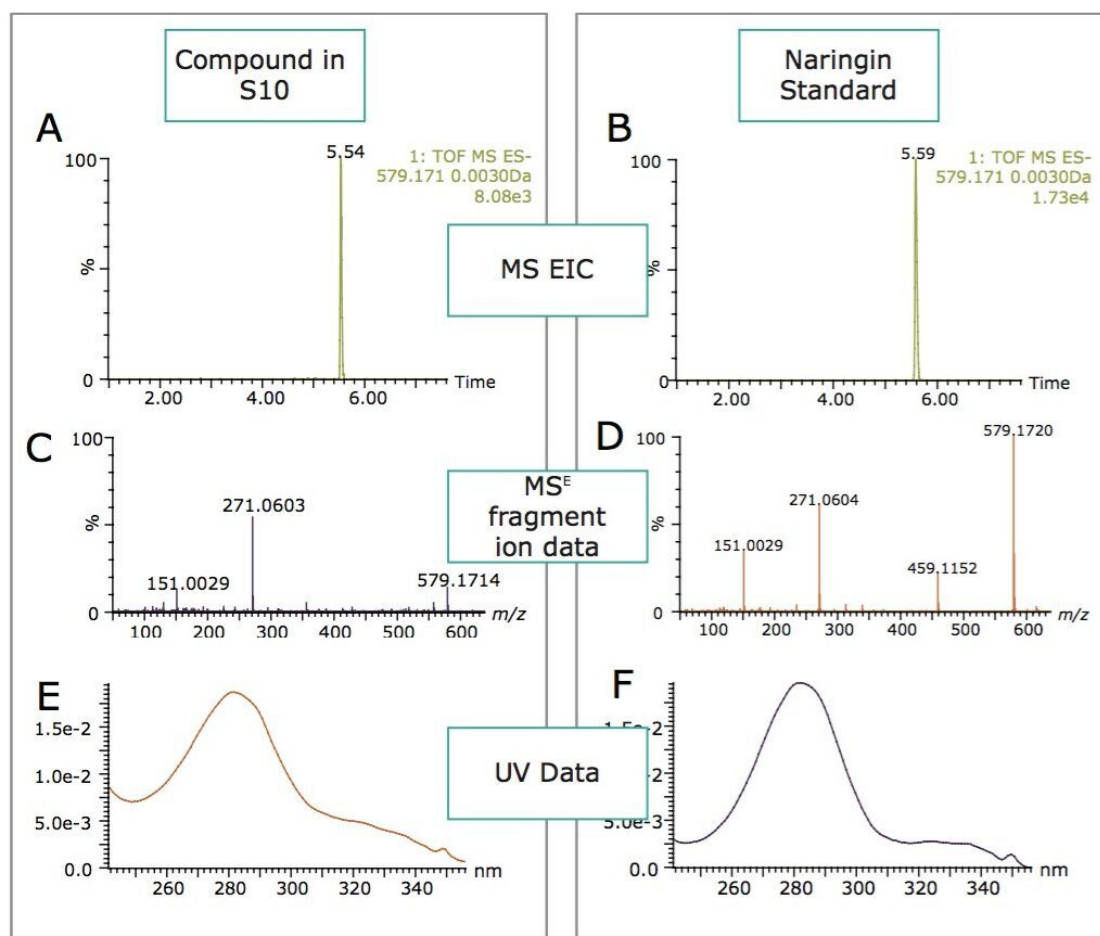 Compound in
S10
Naringin
Standard
A
100
%
0
5.54
1: TOF MS ES-
579.171 0.0030Da
8.08e3
2.00
4.00
6.00
Time
B
100
%
0
5.59
1: TOF MS ES-
579.171 0.0030Da
1.73e4
2.00
4.00
6.00
Time
MS EIC
C
100
%
0
151.0029
271.0603
579.1714
100
200
300
400
500
600
m/z
D
100
%
0
151.0029
271.0604
459.1152
579.1720
100
200
300
400
500
600
m/z
MSᴱ
fragment
ion data
E
1.5e-2
1.0e-2
5.0e-3
0.0
260
280
300
320
340
nm
F
-2
5.0e-3
0.0
260
280
300
320
340
nm
UV Data